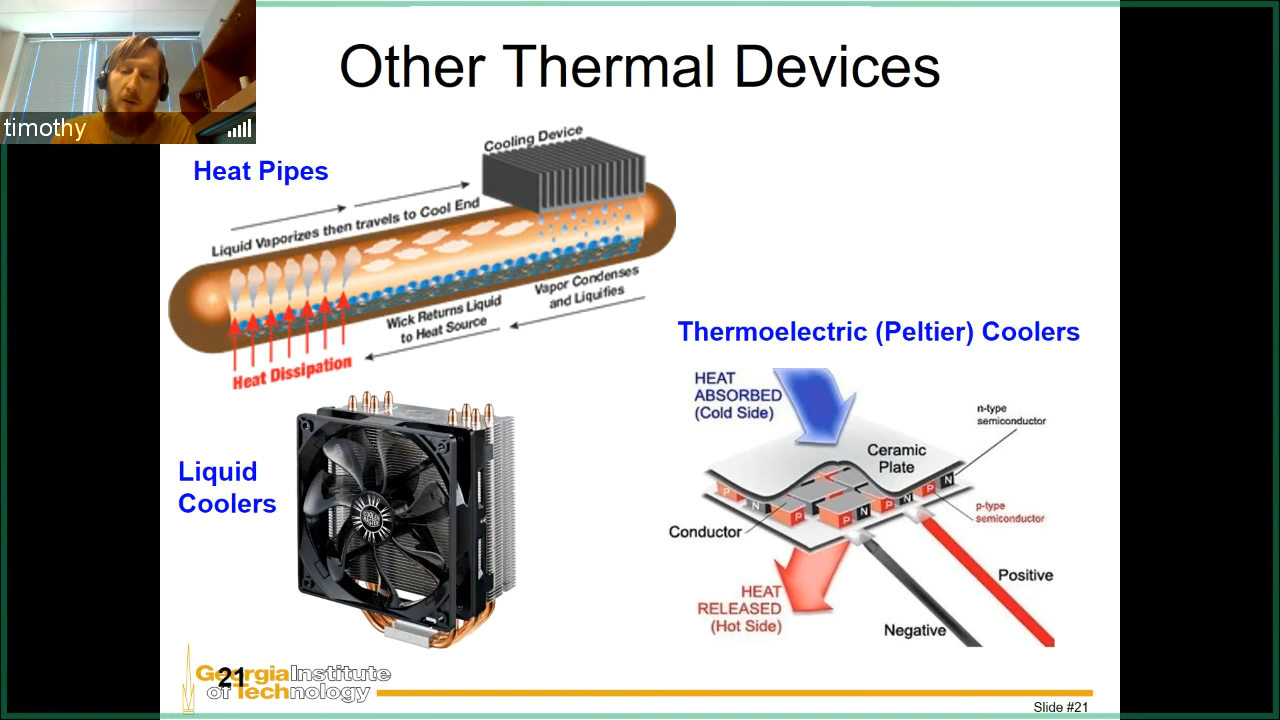 Other Thermal Devices
timothy
Heat Pipes
Cooling Device
Liquid Vaporizes then travels to Cool End
Vapor Condenses
and Liquifies
Wick Returns Liquid
to Heat Source
Heat Dissipation
Thermoelectric (Peltier) Coolers
HEAT
ABSORBED
(Cold Side)
n-type
semiconductor
Ceramic
Plate
P
N
P
P
N
P
N
P
N
p-type
semiconductor
Conductor
Positive
HEAT
RELEASED
(Hot Side)
Negative
Liquid
Coolers
21
Georgia Institute
of Technology
Slide #21